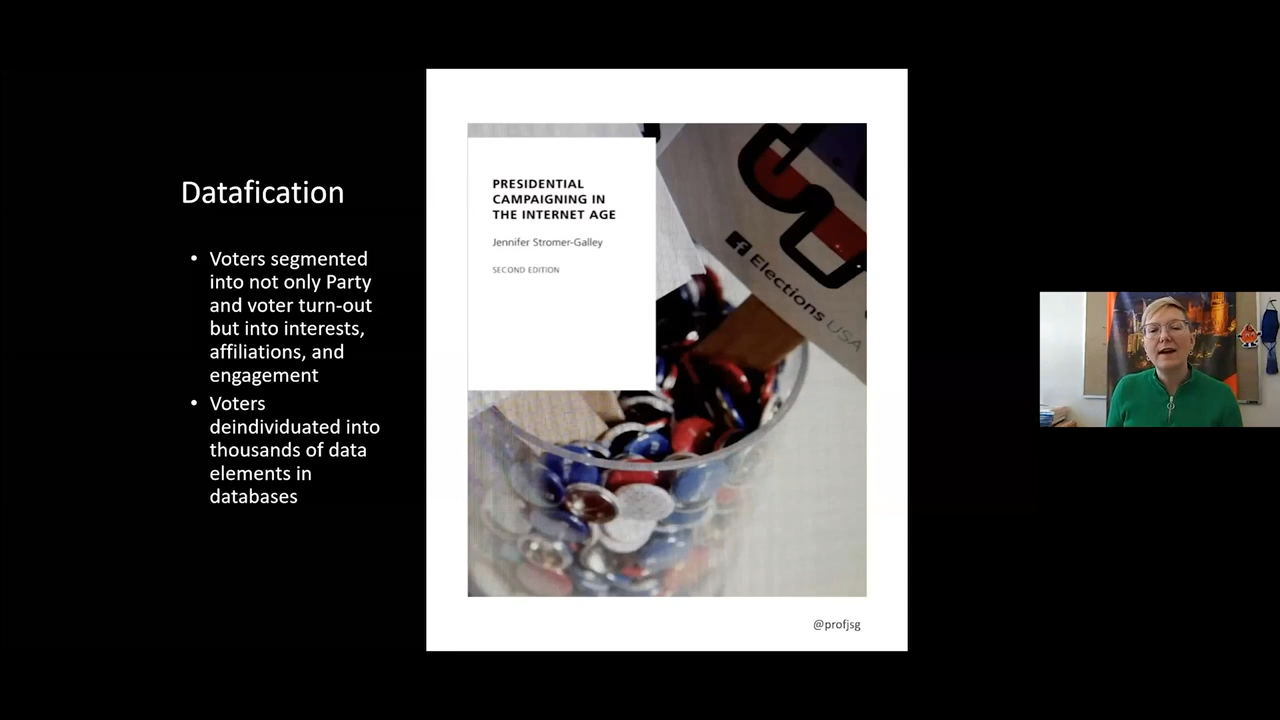 Datafication
• Voters segmented
into not only Party
and voter turn-out
but into interests,
affiliations, and
engagement
• Voters
deindividuated into
thousands of data
elements in
databases
PRESIDENTIAL
CAMPAIGNING IN
THE INTERNET AGE
Jennifer Stromer-Galley
SECOND EDITION
Elections USA
@profjsg